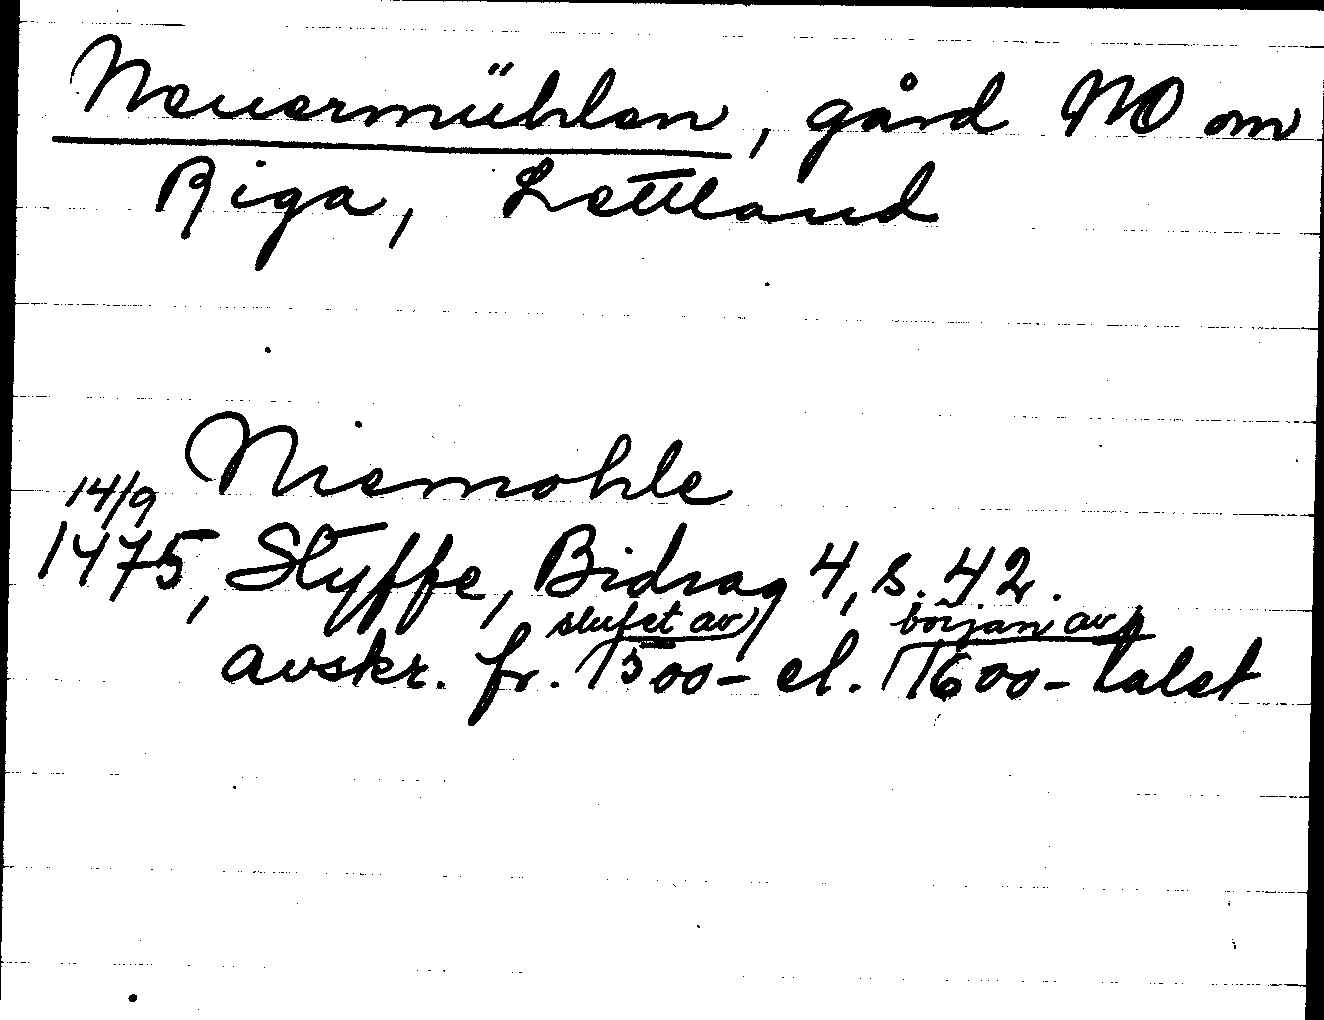 Neuermühlen, gård NO om
Riga, Lettland
Niemohle
14/9
1475, Styffe, Bidrag 4, s. 42.
slutet av början av
avskr. fr. 1500- el. 1600-talet